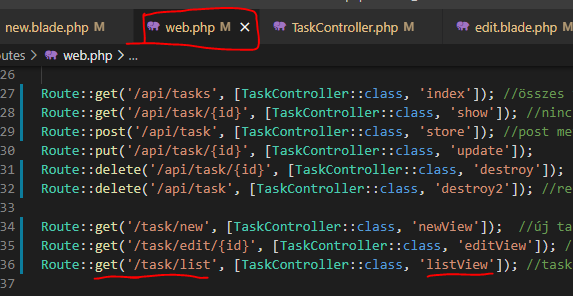 new.blade.php M
web.php M
TaskController.php M
edit.blade.php M
routes > web.php > ...
26
27 Route::get('/api/tasks', [TaskController::class, 'index']); //összes
28 Route::get('/api/task/{id}', [TaskController::class, 'show']); //ninc
29 Route::post('/api/task', [TaskController::class, 'store']); //post me
30 Route::put('/api/task/{id}', [TaskController::class, 'update']);
31 Route::delete('/api/task/{id}', [TaskController::class, 'destroy']);
32 Route::delete('/api/task', [TaskController::class, 'destroy2']); //re
33
34 Route::get('/task/new', [TaskController::class, 'newView']);  //új ta
35 Route::get('/task/edit/{id}', [TaskController::class, 'editView']); /
36 Route::get('/task/list', [TaskController::class, 'listView']); //task
37